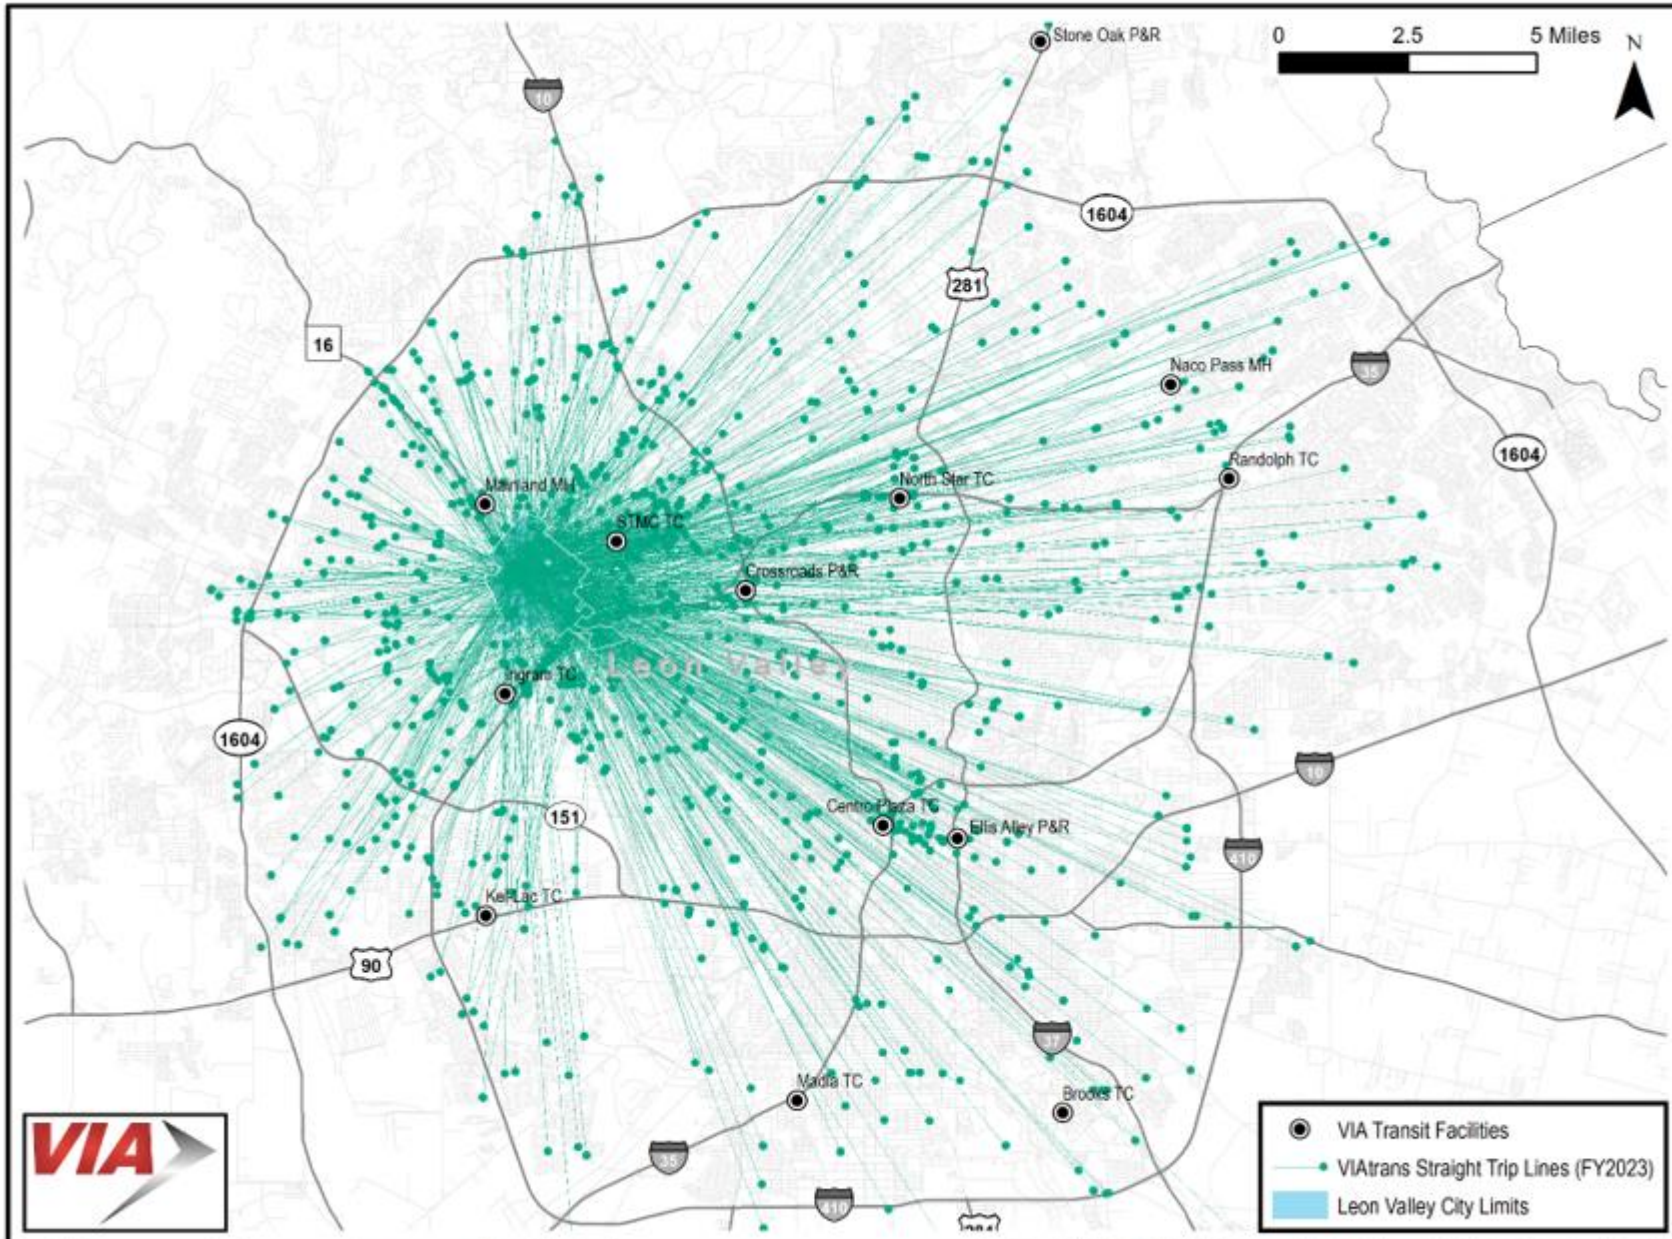 Stone Oak P&R
0 2.5 5 Miles
N
10
1604
281
16
35
Naco Pass MH
1604
Randolph TC
North Star TC
Mainland MH
STMC TC
Crossroads P&R
Leon Valley
Ingram TC
1604
10
151
Centro Plaza TC
Ellis Alley P&R
410
Kel-Lac TC
90
37
Madla TC
Brooks TC
35
410
281
VIA
VIA Transit Facilities
VIAtrans Straight Trip Lines (FY2023)
Leon Valley City Limits